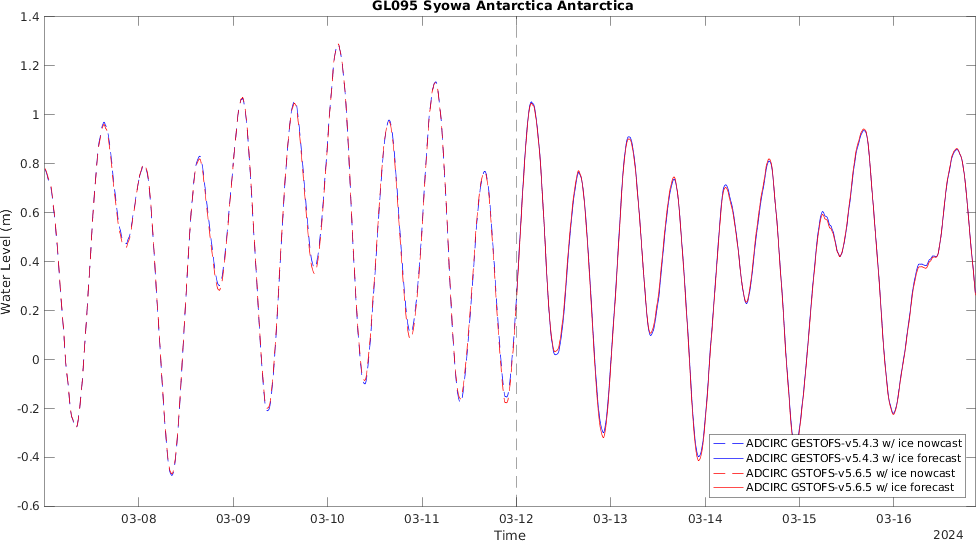 GL095 Syowa Antarctica Antarctica
1.4
1.2
1
0.8
0.6
0.4
0.2
0
-0.2
-0.4
-0.6
Water Level (m)
ADCIRC GESTOFS-v5.4.3 w/ ice nowcast
ADCIRC GESTOFS-v5.4.3 w/ ice forecast
ADCIRC GSTOFS-v5.6.5 w/ ice nowcast
ADCIRC GSTOFS-v5.6.5 w/ ice forecast
03-08 03-09 03-10 03-11 03-12 03-13 03-14 03-15 03-16
Time
2024